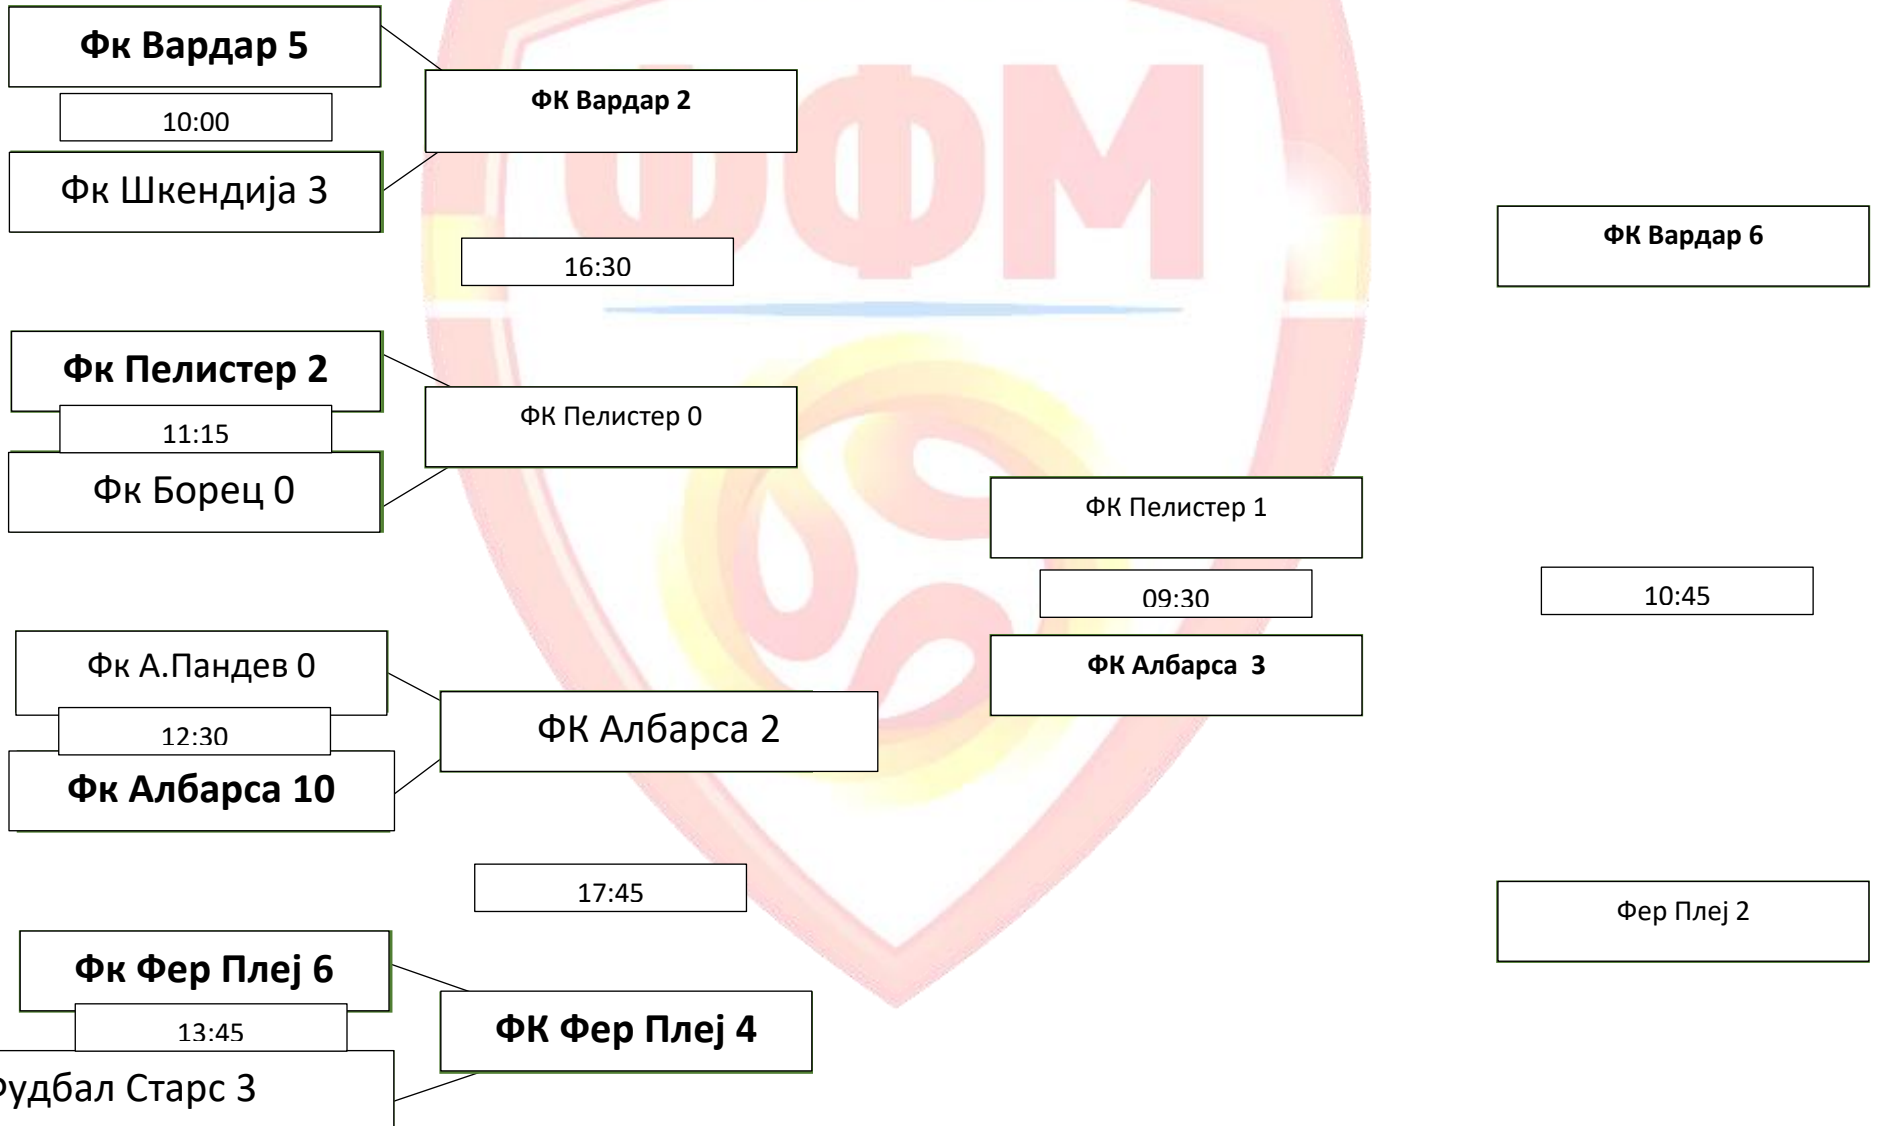 Фк Вардар 5
10:00
Фк Шкендија 3
ФК Вардар 2
16:30
Фк Пелистер 2
11:15
Фк Борец 0
ФК Пелистер 0
Фк А.Пандев 0
12:30
Фк Албарса 10
ФК Албарса 2
17:45
Фк Фер Плеј 6
13:45
Старс 3
ФК Фер Плеј 4
ФК Пелистер 1
09:30
ФК Албарса 3
ФК Вардар 6
10:45
Фер Плеј 2
ФФМ